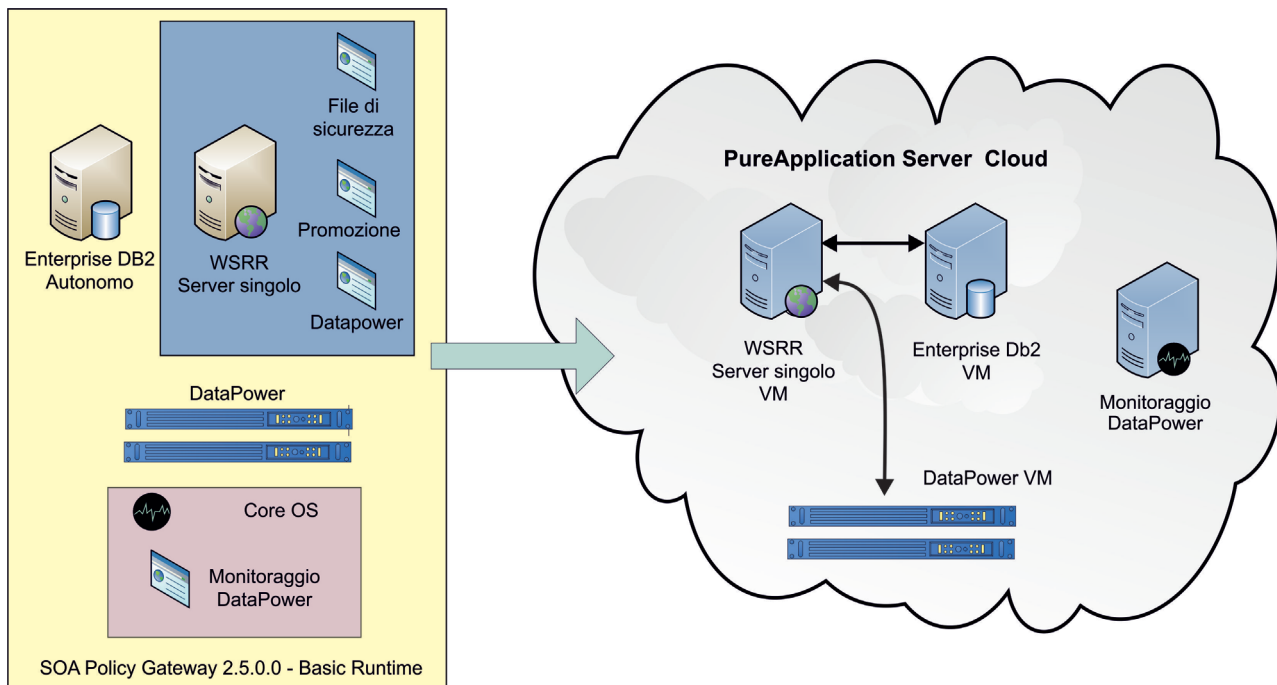 File di
sicurezza
Promozione
Datapower
Enterprise DB2
Autonomo
WSRR
Server singolo
DataPower
Core OS
Monitoraggio
DataPower
SOA Policy Gateway 2.5.0.0 - Basic Runtime
PureApplication Server Cloud
WSRR
Server singolo
VM
Enterprise Db2
VM
Monitoraggio
DataPower
DataPower VM